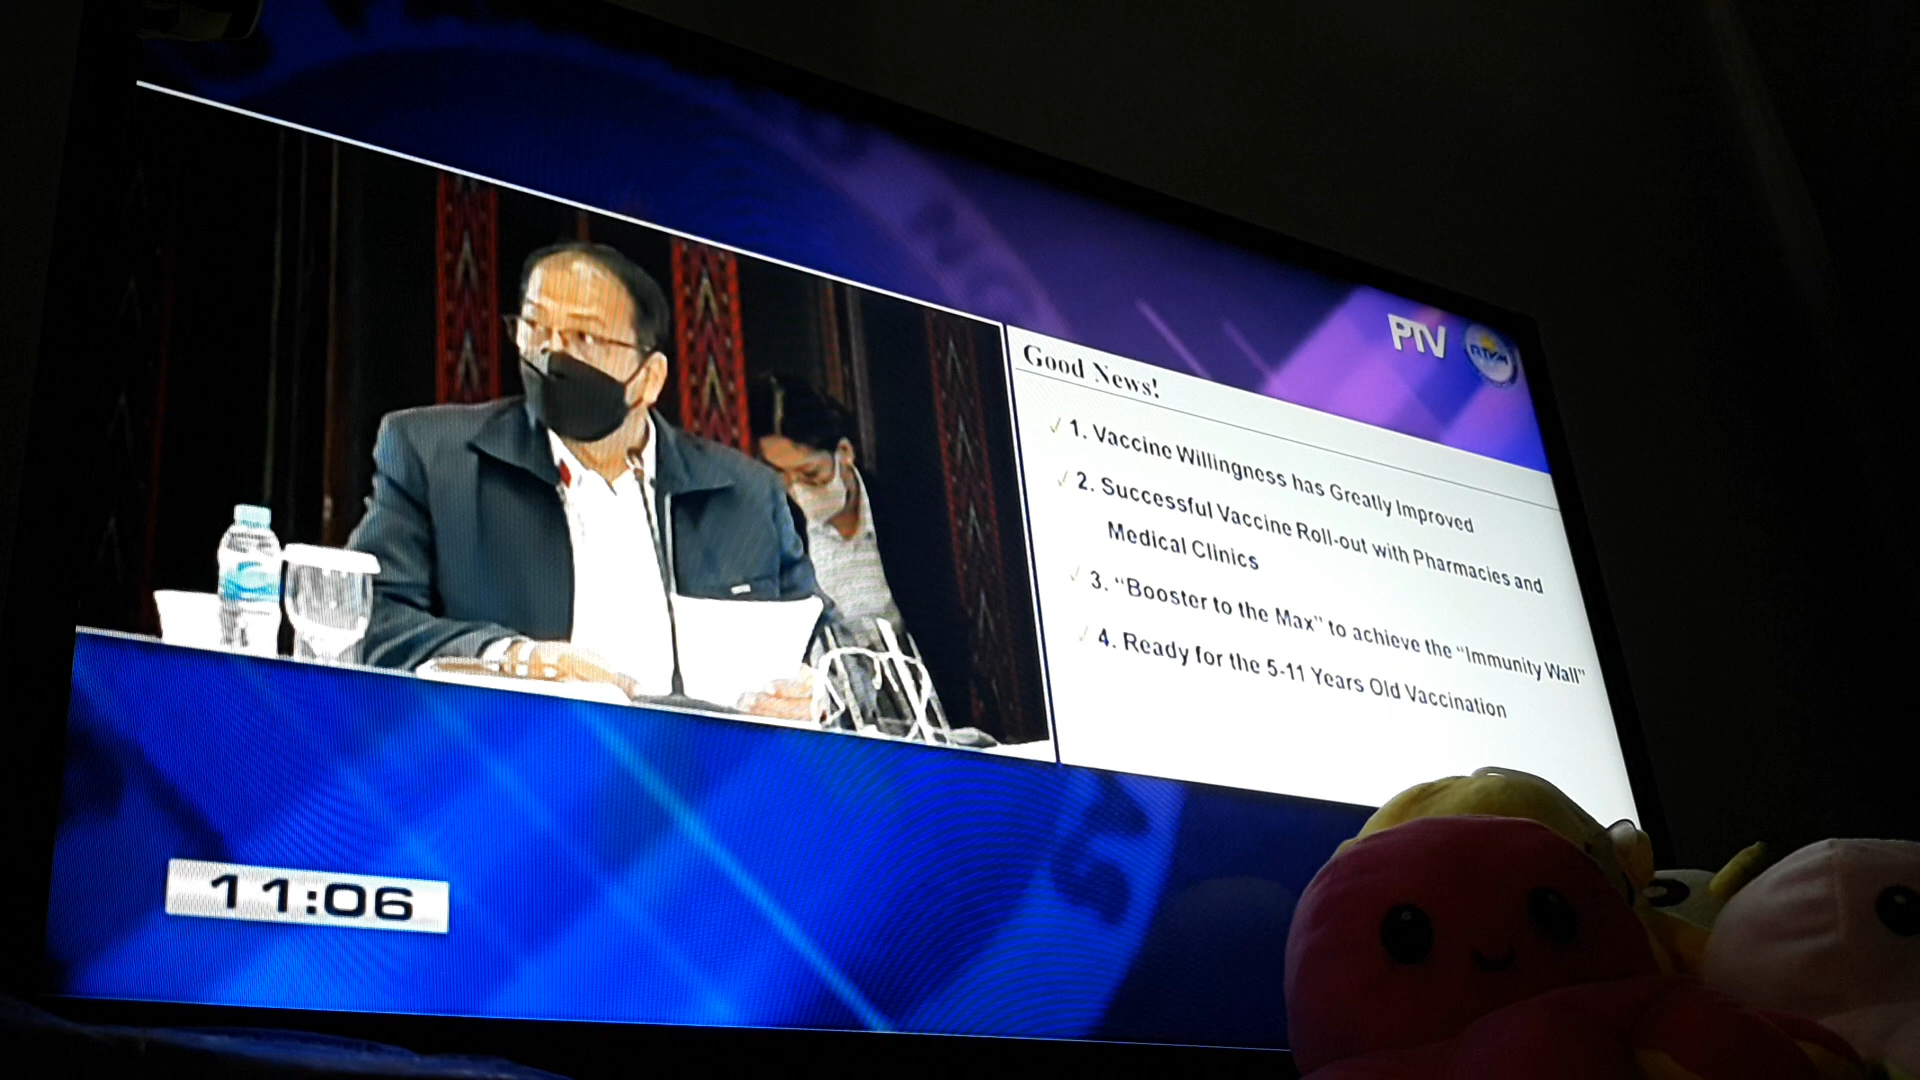 PTV
RTVM
Good News!
✓ 1. Vaccine Willingness has Greatly Improved
✓ 2. Successful Vaccine Roll-out with Pharmacies and
Medical Clinics
✓ 3. “Booster to the Max” to achieve the “Immunity Wall”
✓ 4. Ready for the 5-11 Years Old Vaccination
11:06